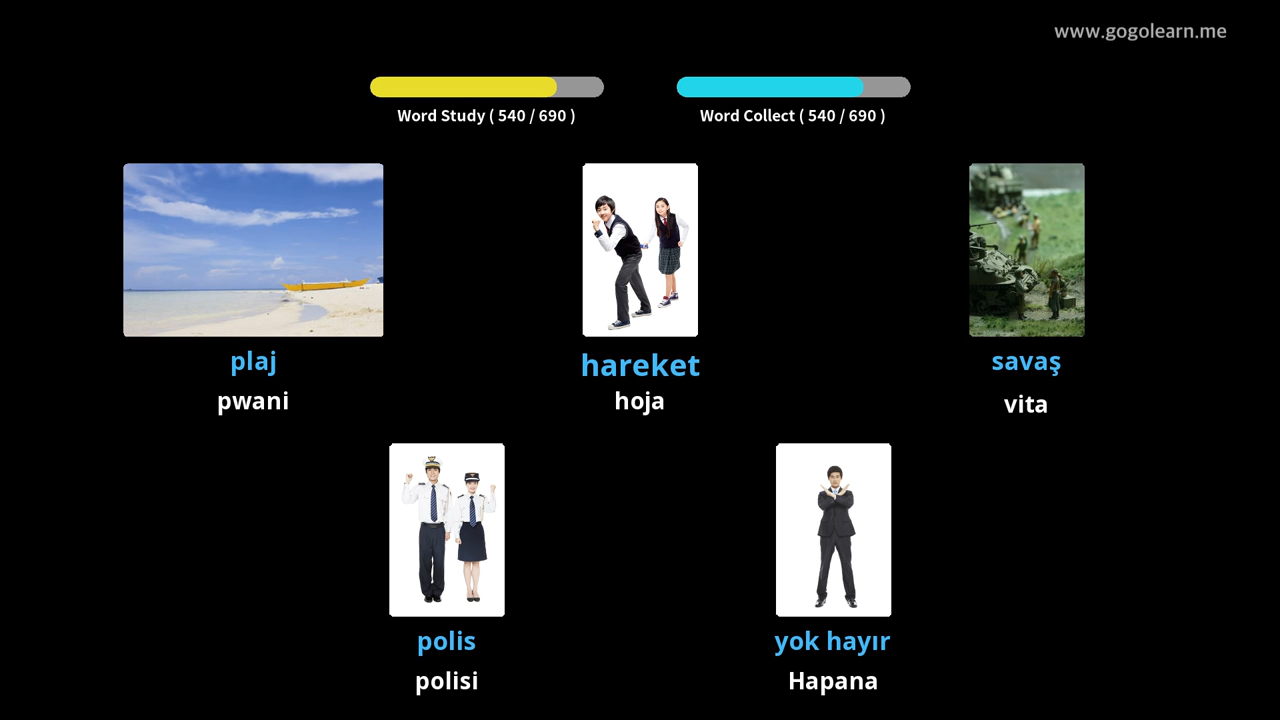 www.gogolearn.me
Word Study ( 540 / 690 )
Word Collect ( 540 / 690 )
plaj
pwani
hareket
hoja
savaş
vita
polis
polisi
yok hayır
Hapana